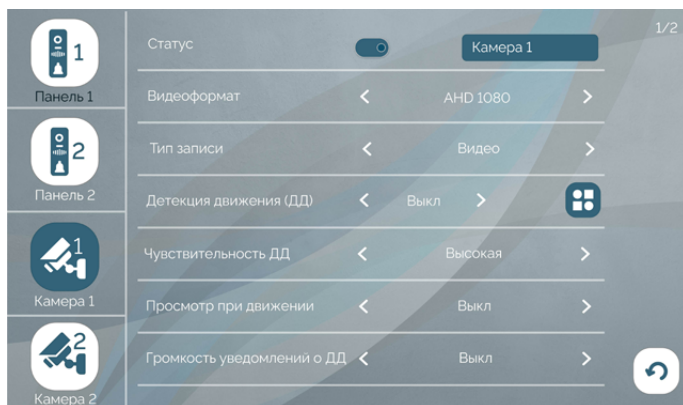 1/2
1
Панель 1
2
Панель 2
1
Камера 1
2
Камера 2
Статус
Камера 1
Видеоформат < AHD 1080 >
Тип записи < Видео >
Детекция движения (ДД) < Выкл >
Чувствительность ДД < Высокая >
Просмотр при движении < Выкл >
Громкость уведомлений о ДД < Выкл >